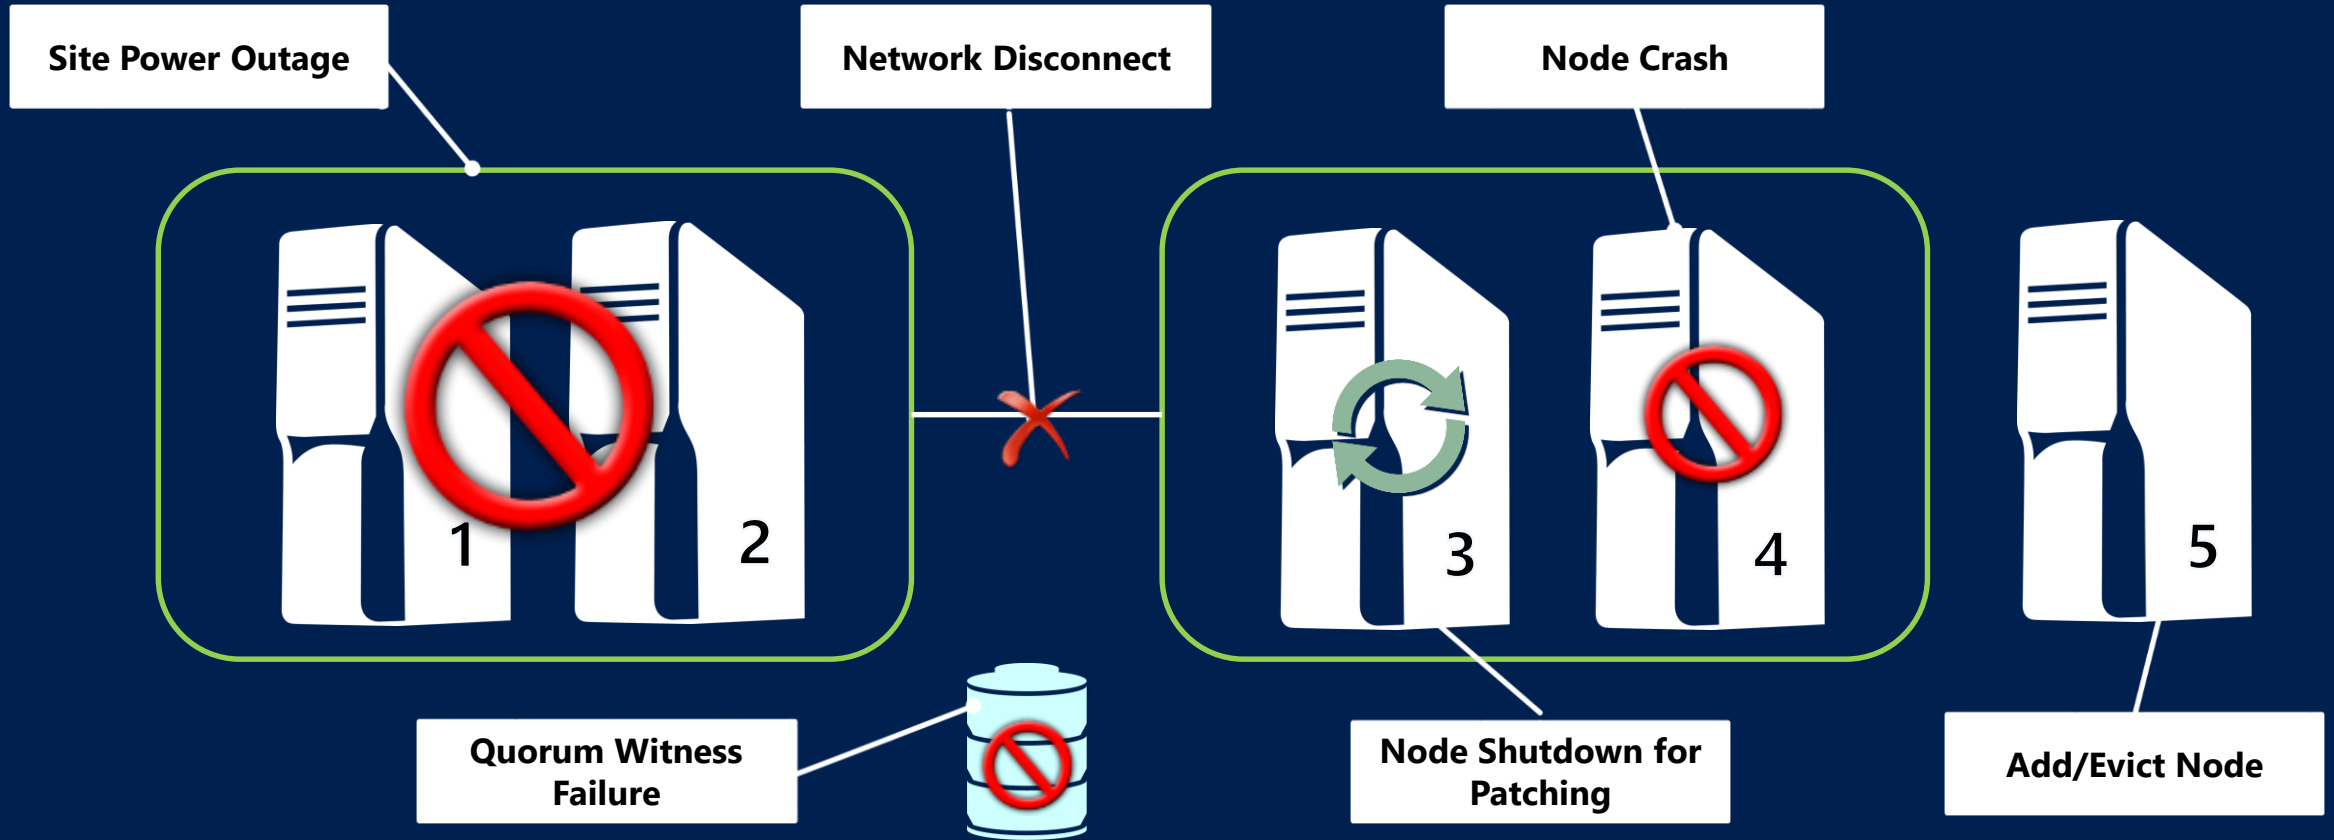 Site Power Outage
Network Disconnect
Node Crash
1
2
3
4
5
Quorum Witness
Failure
Node Shutdown for
Patching
Add/Evict Node